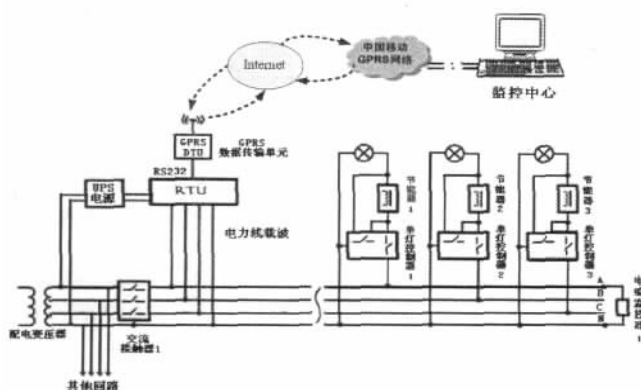 中国移动
GPRS网络
Internet
监控中心
GPRS
DTU
GPRS
数据传输单元
RS232
UPS
电源
RTU
电力线载波
节能器1
节能器2
节能器3
单灯控制器1
单灯控制器2
单灯控制器3
A
B
C
N
配电变压器
交流
接触器1
其他回路